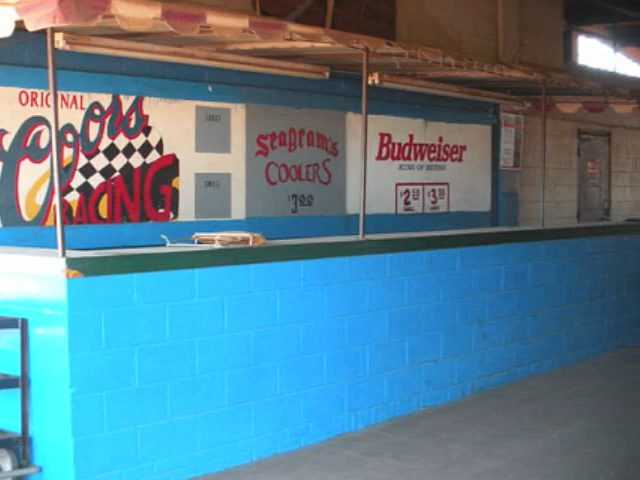 ORIGINAL
Coors
RACING
Seagram's
COOLERS
$3.00
Budweiser
KING OF BEERS
$2.50 $3.50